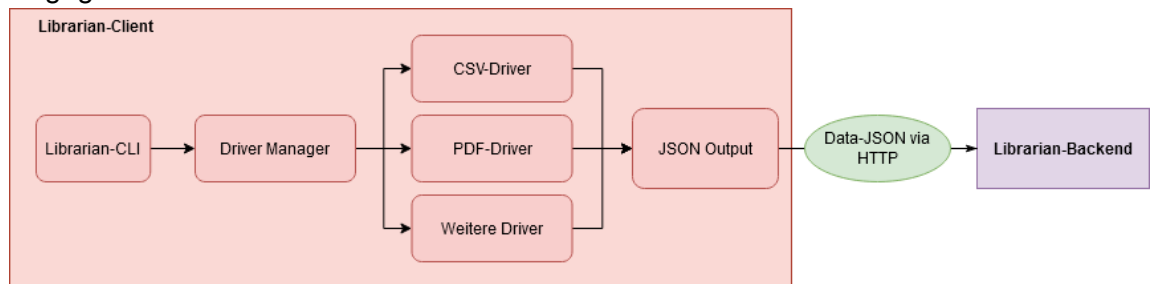 Librarian-Client
CSV-Driver
Librarian-CLI
Driver Manager
PDF-Driver
Weitere Driver
JSON Output
Data-JSON via
HTTP
Librarian-Backend